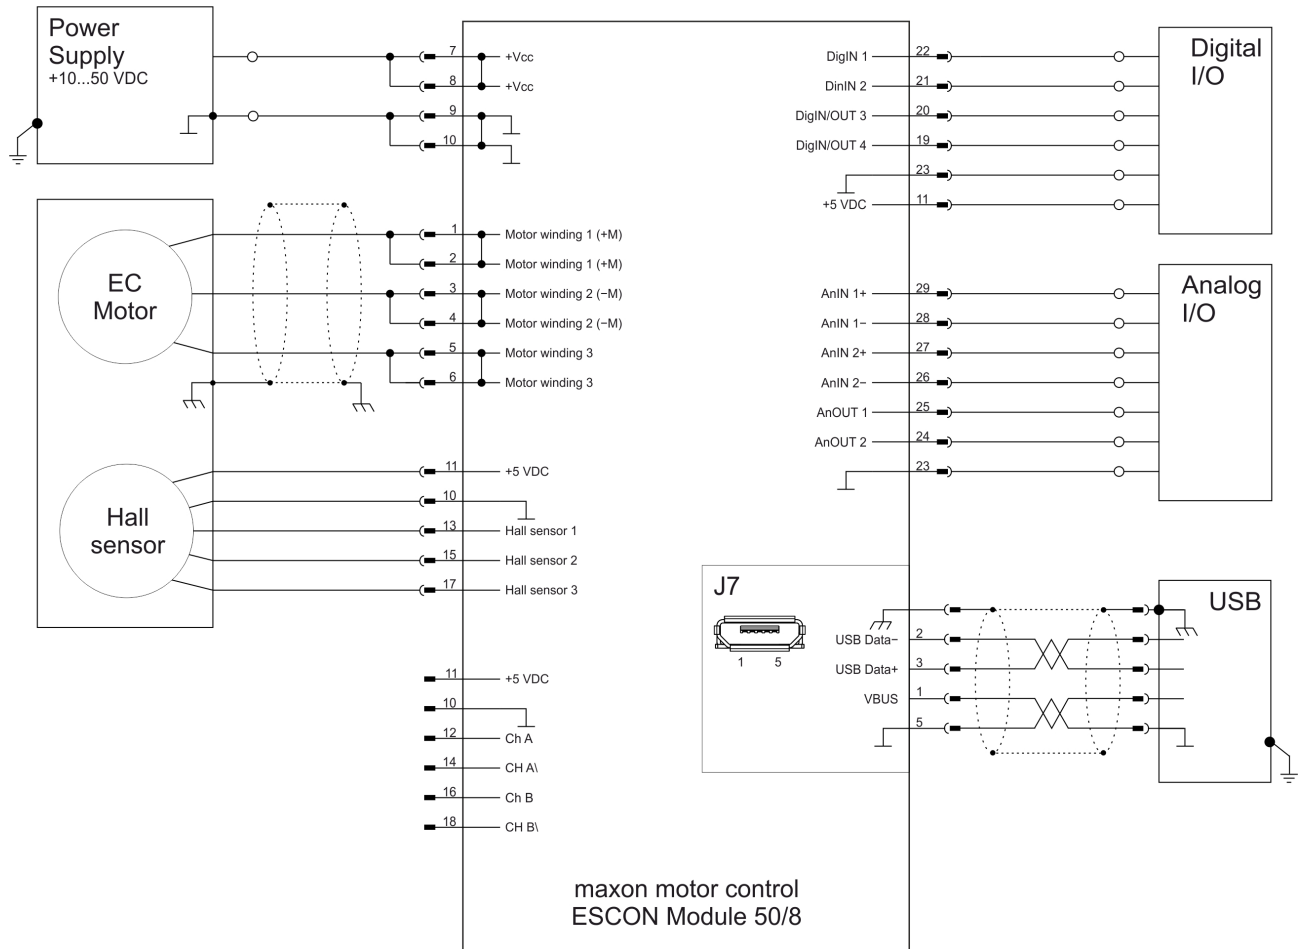 Power
Supply
+10...50 VDC
7
+Vcc
8
+Vcc
9
10
EC
Motor
1
Motor winding 1 (+M)
2
Motor winding 1 (+M)
3
Motor winding 2 (−M)
4
Motor winding 2 (−M)
5
Motor winding 3
6
Motor winding 3
Hall
sensor
11
+5 VDC
10
13
Hall sensor 1
15
Hall sensor 2
17
Hall sensor 3
11
+5 VDC
10
12
Ch A
14
CH A\
16
Ch B
18
CH B\
DigIN 1
22
DinIN 2
21
DigIN/OUT 3
20
DigIN/OUT 4
19
23
+5 VDC
11
Digital
I/O
AnIN 1+
29
AnIN 1−
28
AnIN 2+
27
AnIN 2−
26
AnOUT 1
25
AnOUT 2
24
23
Analog
I/O
J7
1 5
USB Data−
2
USB Data+
3
VBUS
1
5
USB
maxon motor control
ESCON Module 50/8